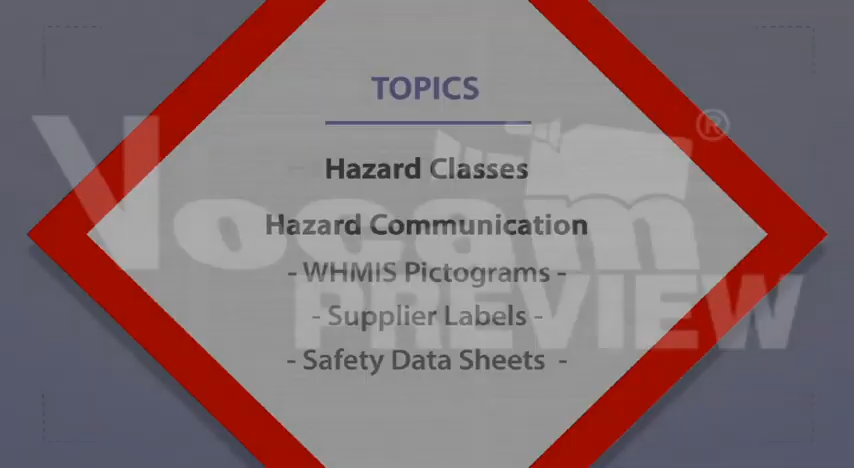 TOPICS
Hazard Classes
Hazard Communication
- WHMIS Pictograms -
- Supplier Labels -
- Safety Data Sheets -
Vocam®
PREVIEW